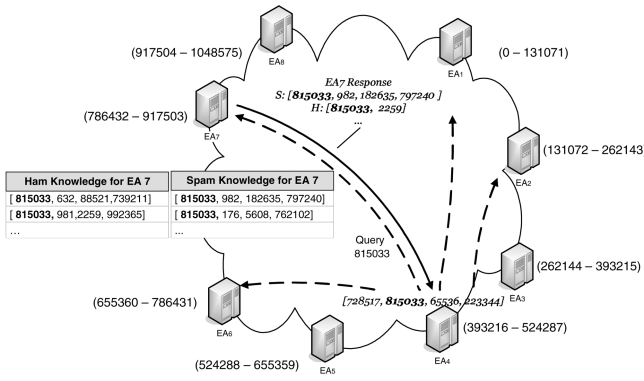 (917504 – 1048575)
EA8
(0 – 131071)
EA1
EA7 Response
S: [815033, 982, 182635, 797240 ]
H: [815033, 2259]
...
(786432 – 917503)
EA7
(131072 – 262143)
EA2
Ham Knowledge for EA 7
[ 815033, 632, 88521,739211]
[ 815033, 981,2259, 992365]
...
Spam Knowledge for EA 7
[ 815033, 982, 182635, 797240]
[ 815033, 176, 5608, 762102]
Query
815033
(262144 – 393215)
EA3
(655360 – 786431)
EA6
[728517, 815033, 65536, 223344]
(393216 – 524287)
EA4
(524288 – 655359)
EA5